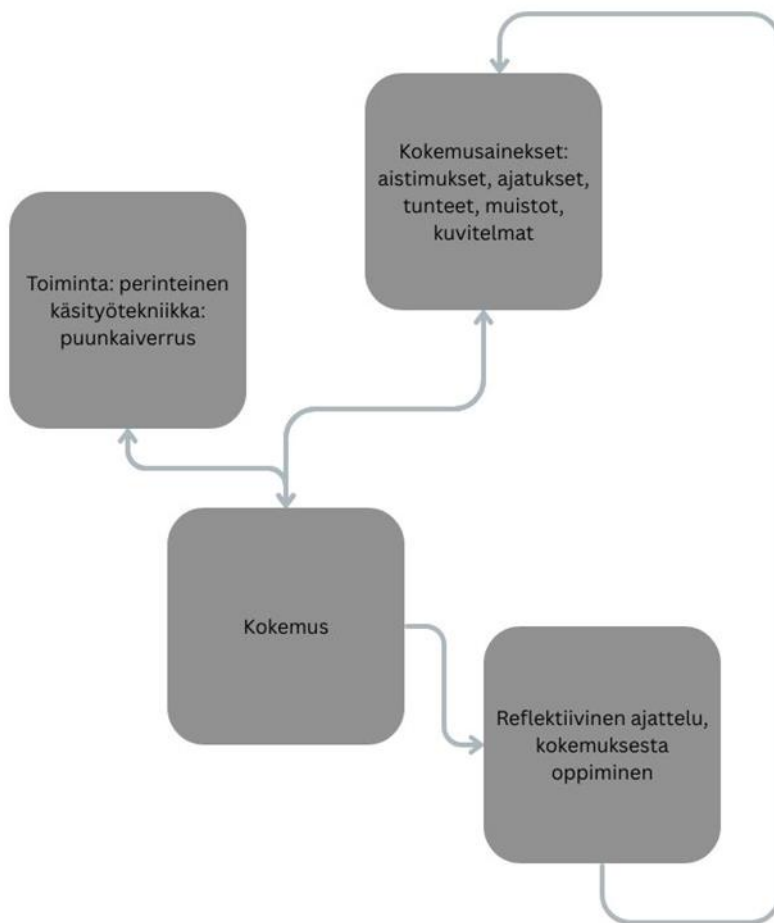 Kokemusainekset:
aistimukset, ajatukset,
tunteet, muistot,
kuvitelmat
Toiminta: perinteinen
käsityötekniikka:
puunkaiverrus
Kokemus
Reflektiivinen ajattelu,
kokemuksesta
oppiminen